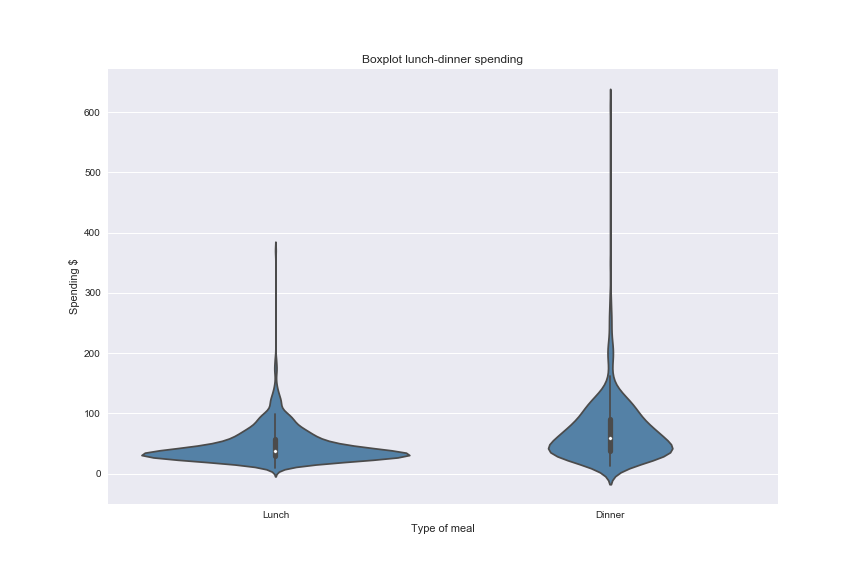 Boxplot lunch-dinner spending
600
500
400
300
200
100
0
Spending $
Lunch
Dinner
Type of meal